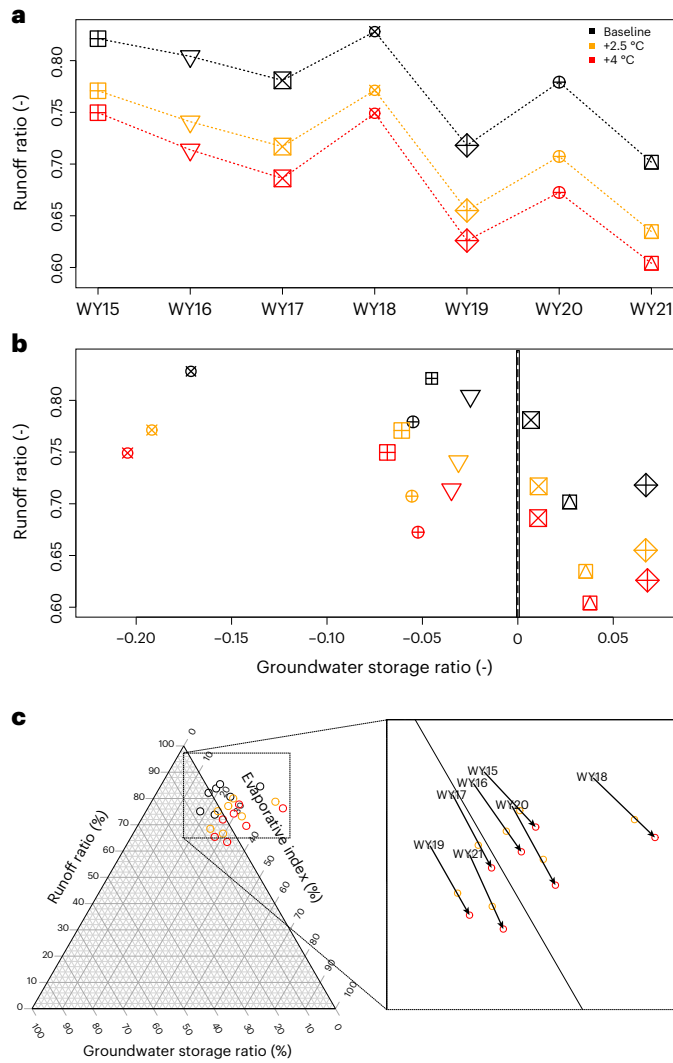 a
Baseline
+2.5 °C
+4 °C
Runoff ratio (-)
0.80
0.75
0.70
0.65
0.60
WY15 WY16 WY17 WY18 WY19 WY20 WY21
b
Runoff ratio (-)
0.80
0.75
0.70
0.65
0.60
−0.20 −0.15 −0.10 −0.05 0 0.05
Groundwater storage ratio (-)
c
Runoff ratio (%)
100
90
80
70
60
50
40
30
20
10
0
Evaporative index (%)
0
10
40
50
60
70
80
90
100
100 90 80 70 60 50 40 30 20 10 0
Groundwater storage ratio (%)
WY15
WY16
WY17
WY18
WY20
WY19
WY21